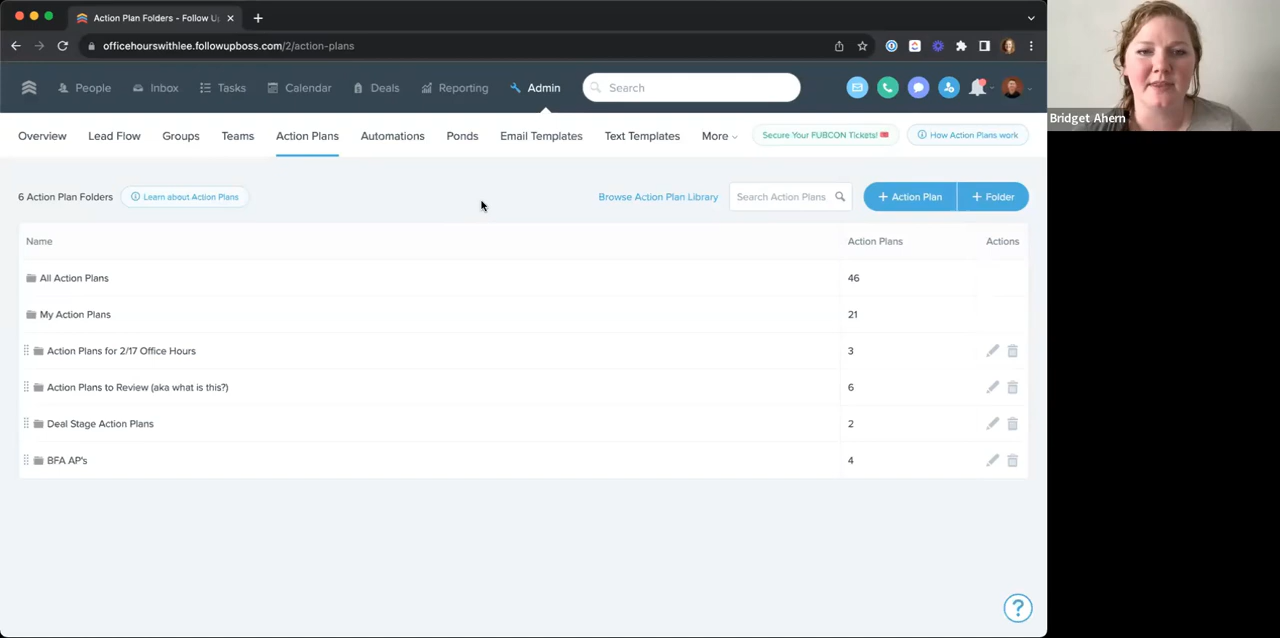 Action Plan Folders - Follow U
officehourswithlee.followupboss.com/2/action-plans
People Inbox Tasks Calendar Deals Reporting Admin Search
Overview Lead Flow Groups Teams Action Plans Automations Ponds Email Templates Text Templates More Secure Your FUBCON Tickets! How Action Plans work
6 Action Plan Folders Learn about Action Plans Browse Action Plan Library Search Action Plans + Action Plan + Folder
Name Action Plans Actions
All Action Plans 46
My Action Plans 21
Action Plans for 2/17 Office Hours 3
Action Plans to Review (aka what is this?) 6
Deal Stage Action Plans 2
BFA AP's 4
?
Bridget Ahern